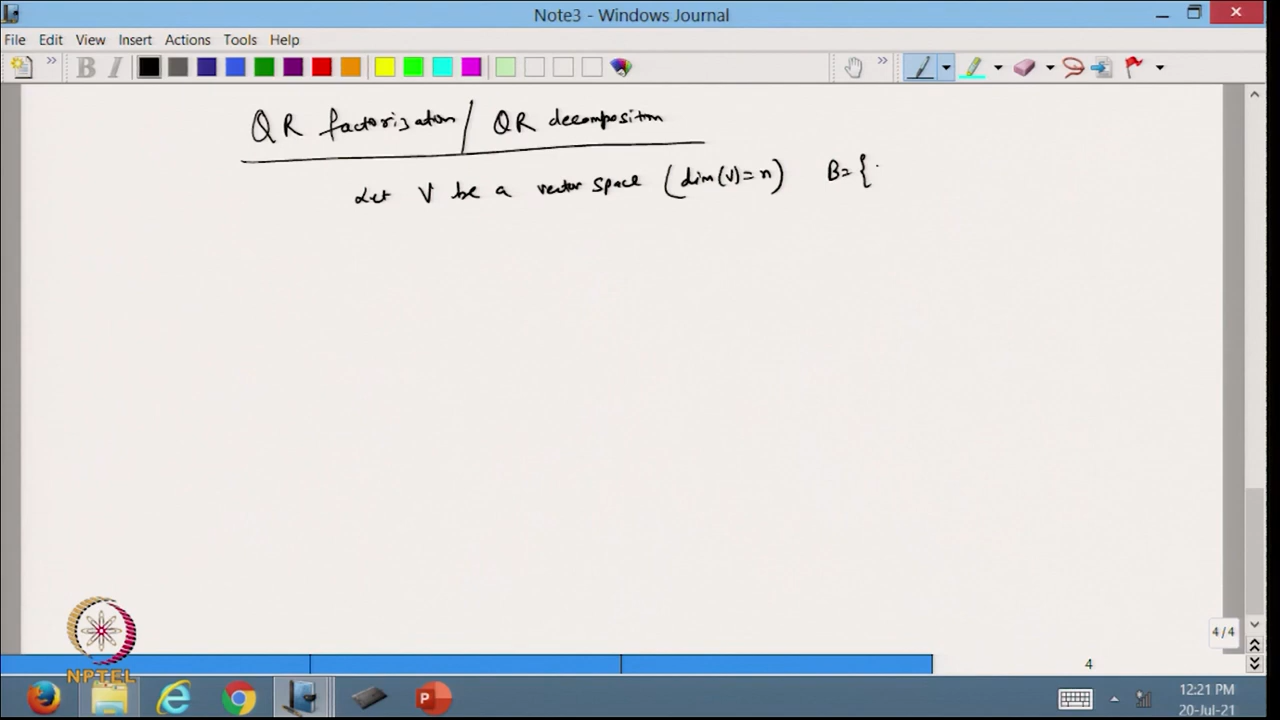 Note3 - Windows Journal
File Edit View Insert Actions Tools Help
B I
QR factorization / QR decomposition
Let V be a vector space (dim(V)=n) B={
4/4
4
NPTEL
12:21 PM
20-Jul-21